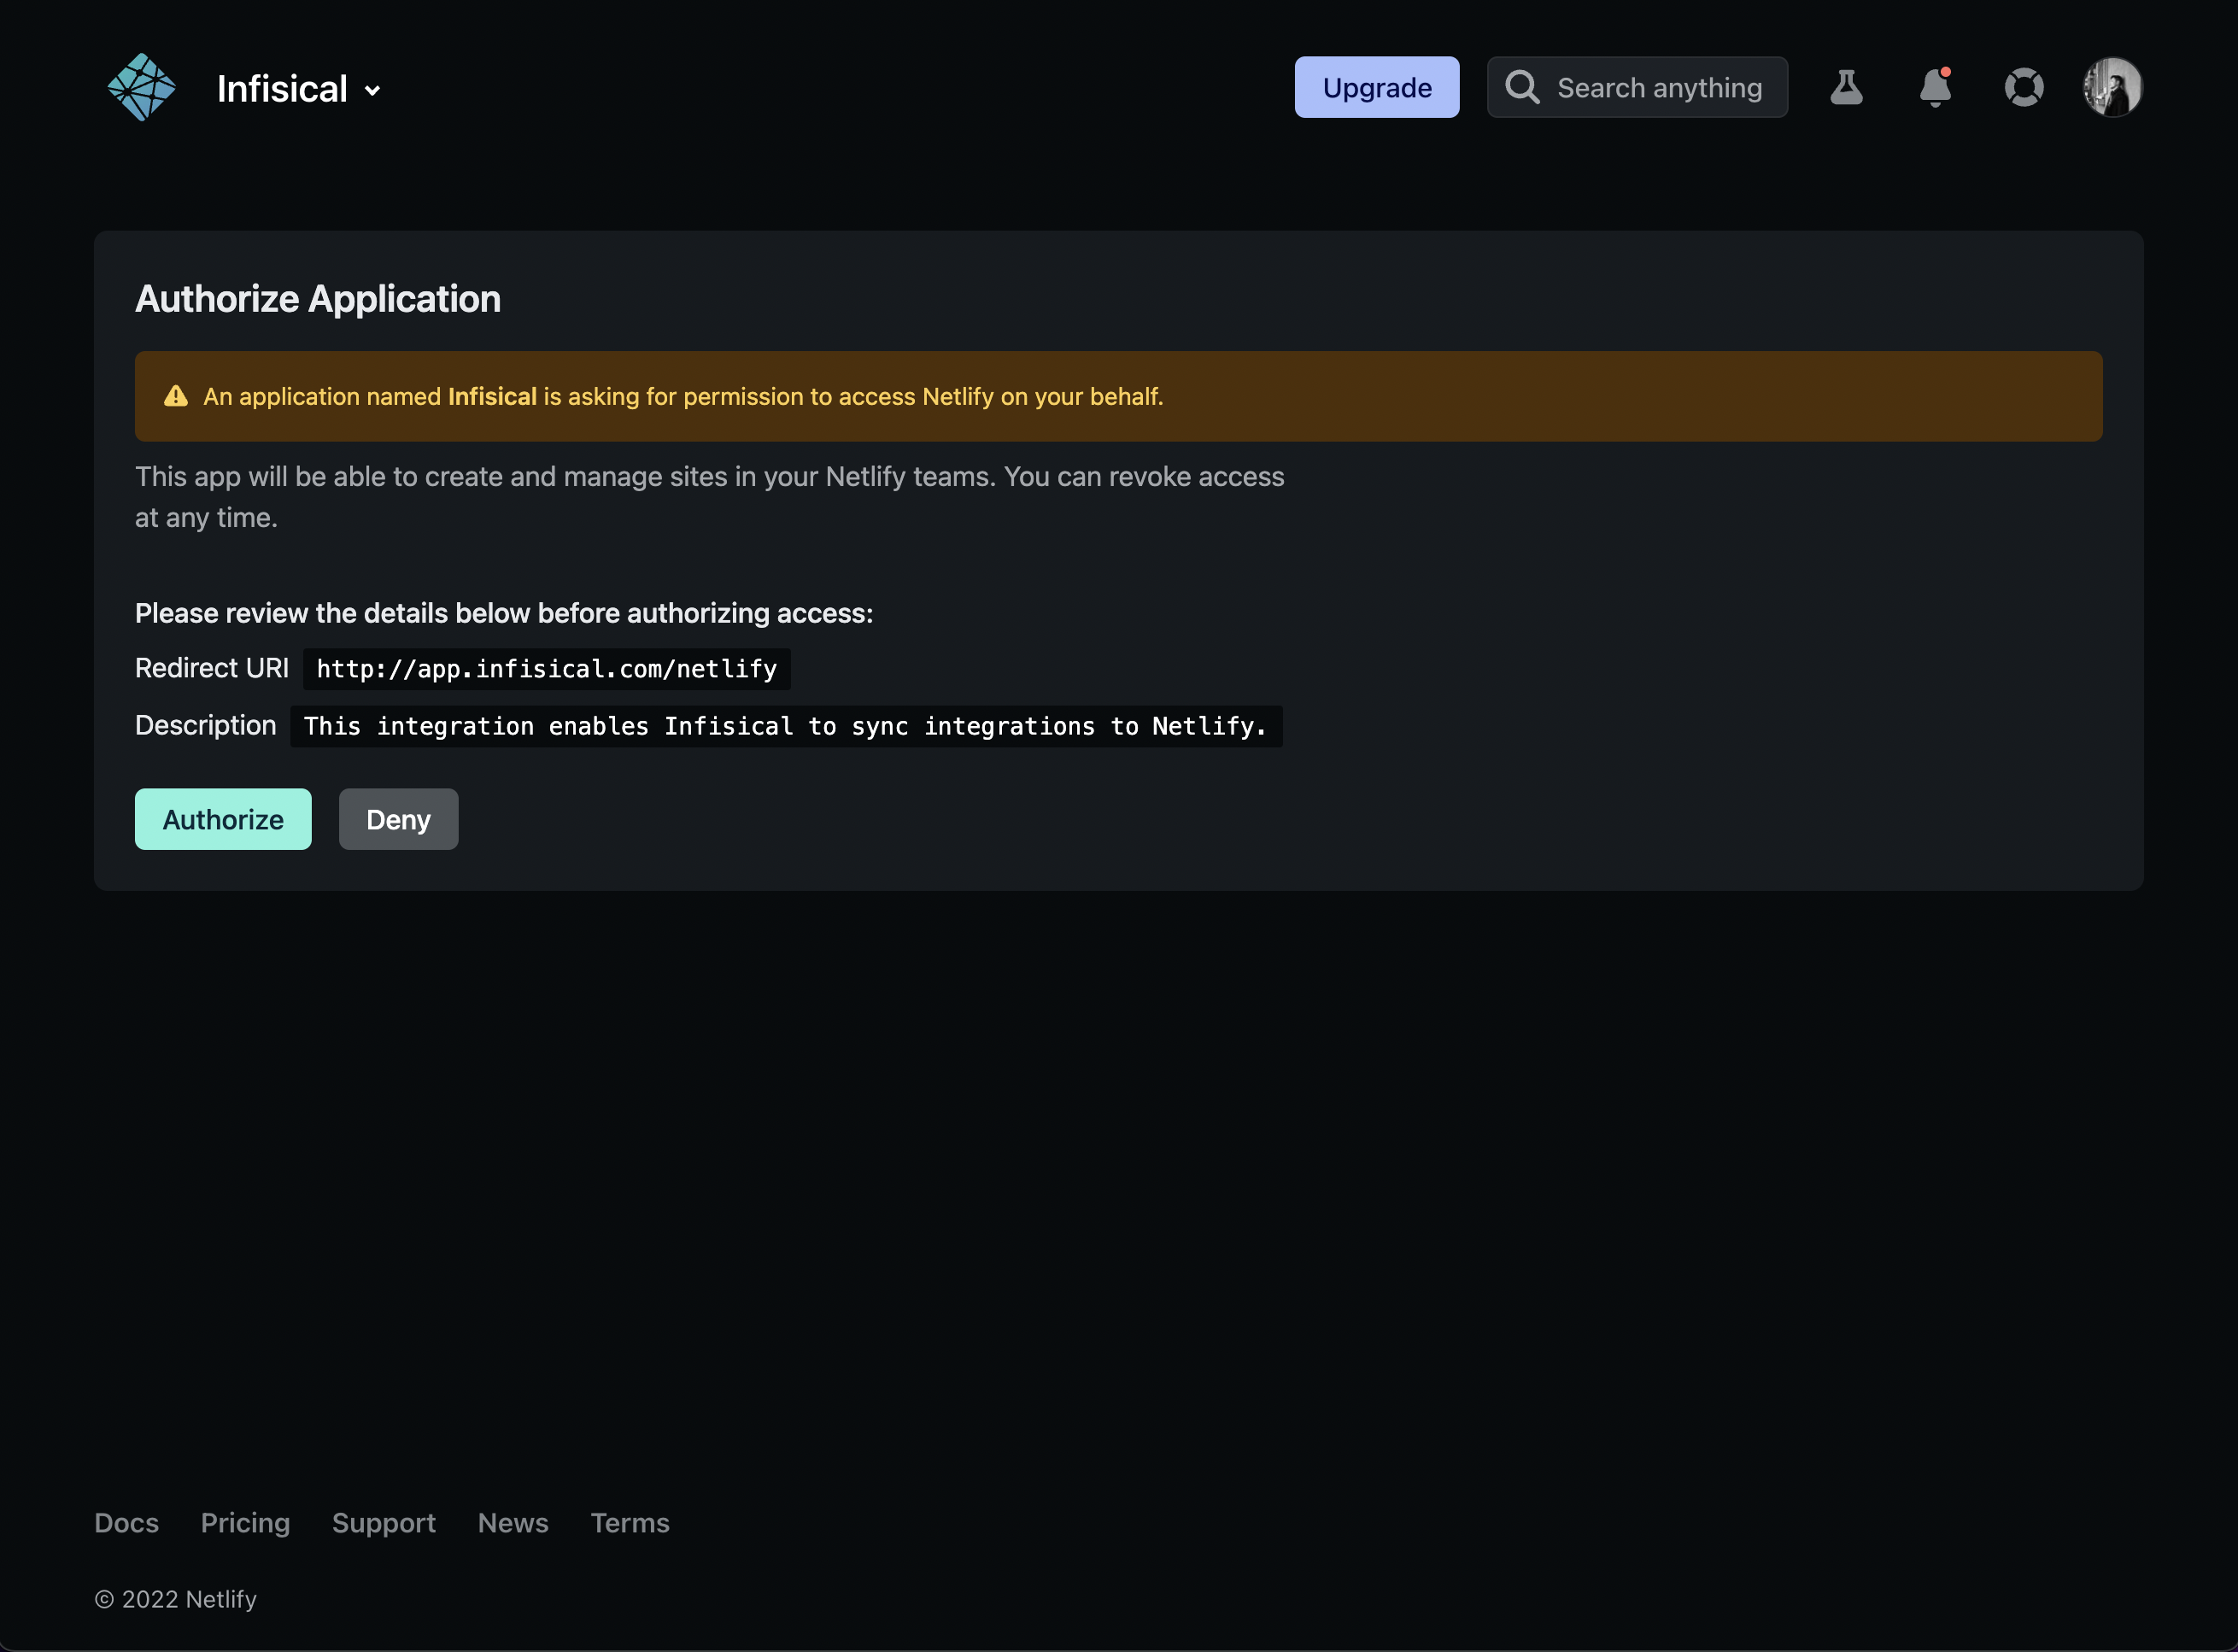 Infisical
Upgrade
Search anything
Authorize Application
An application named Infisical is asking for permission to access Netlify on your behalf.
This app will be able to create and manage sites in your Netlify teams. You can revoke access
at any time.
Please review the details below before authorizing access:
Redirect URI http://app.infisical.com/netlify
Description This integration enables Infisical to sync integrations to Netlify.
Authorize Deny
Docs Pricing Support News Terms
© 2022 Netlify